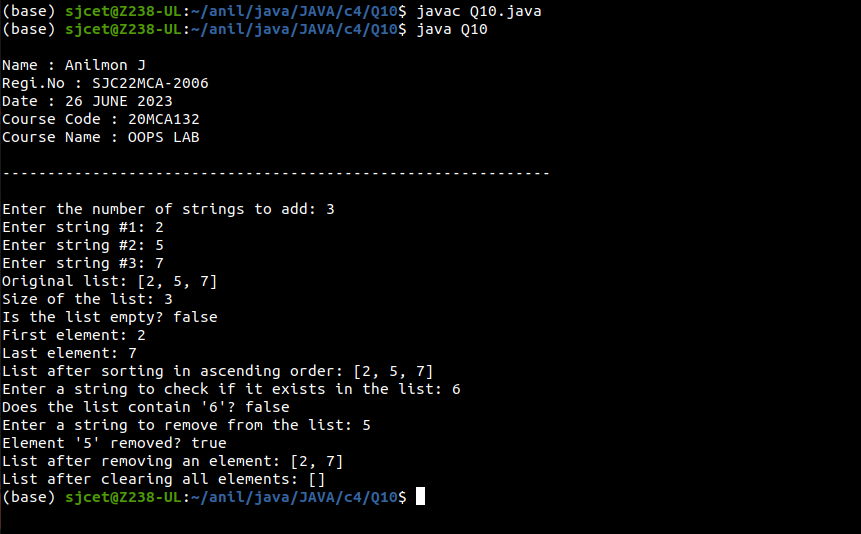 (base) sjcet@Z238-UL:~/anil/java/JAVA/c4/Q10$ javac Q10.java
(base) sjcet@Z238-UL:~/anil/java/JAVA/c4/Q10$ java Q10
Name : Anilmon J
Regi.No : SJC22MCA-2006
Date : 26 JUNE 2023
Course Code : 20MCA132
Course Name : OOPS LAB
-------------------------------------------------------------
Enter the number of strings to add: 3
Enter string #1: 2
Enter string #2: 5
Enter string #3: 7
Original list: [2, 5, 7]
Size of the list: 3
Is the list empty? false
First element: 2
Last element: 7
List after sorting in ascending order: [2, 5, 7]
Enter a string to check if it exists in the list: 6
Does the list contain '6'? false
Enter a string to remove from the list: 5
Element '5' removed? true
List after removing an element: [2, 7]
List after clearing all elements: []
(base) sjcet@Z238-UL:~/anil/java/JAVA/c4/Q10$